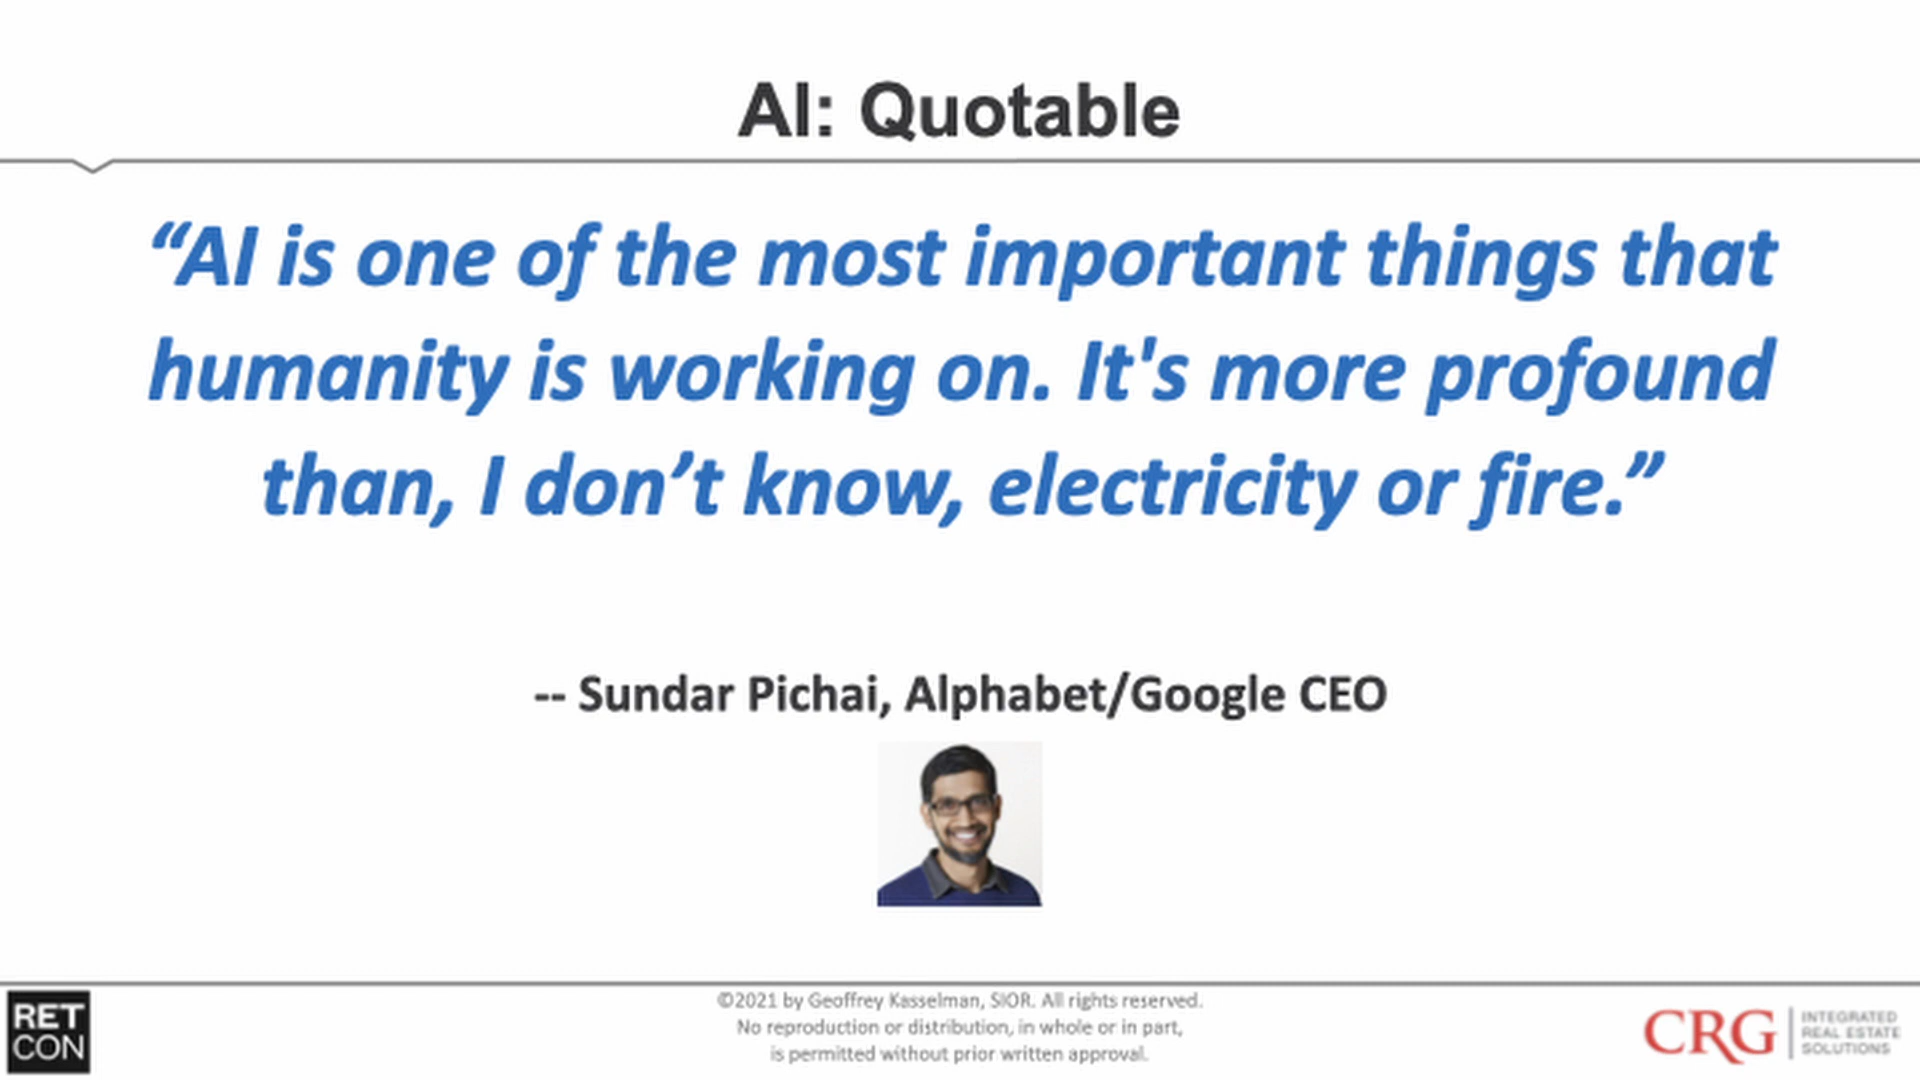 AI: Quotable
“AI is one of the most important things that
humanity is working on. It's more profound
than, I don’t know, electricity or fire.”
-- Sundar Pichai, Alphabet/Google CEO
RET
CON
©2021 by Geoffrey Kasselman, SIOR. All rights reserved.
No reproduction or distribution, in whole or in part,
is permitted without prior written approval.
CRG
INTEGRATED
REAL ESTATE
SOLUTIONS